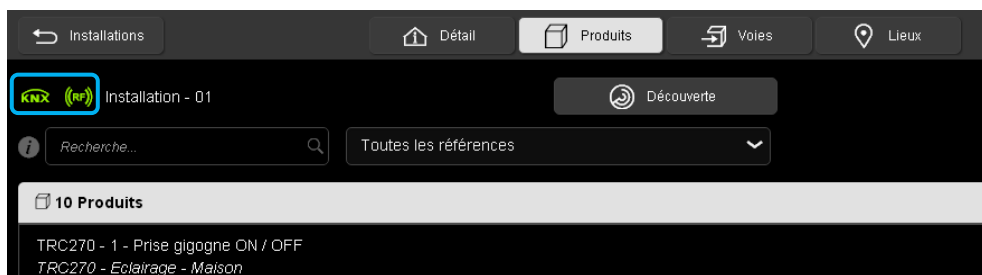 Installations Détail Produits Voies Lieux
KNX ((RF)) Installation - 01 Découverte
i Recherche... Toutes les références
10 Produits
TRC270 - 1 - Prise gigogne ON / OFF
TRC270 - Eclairage - Maison